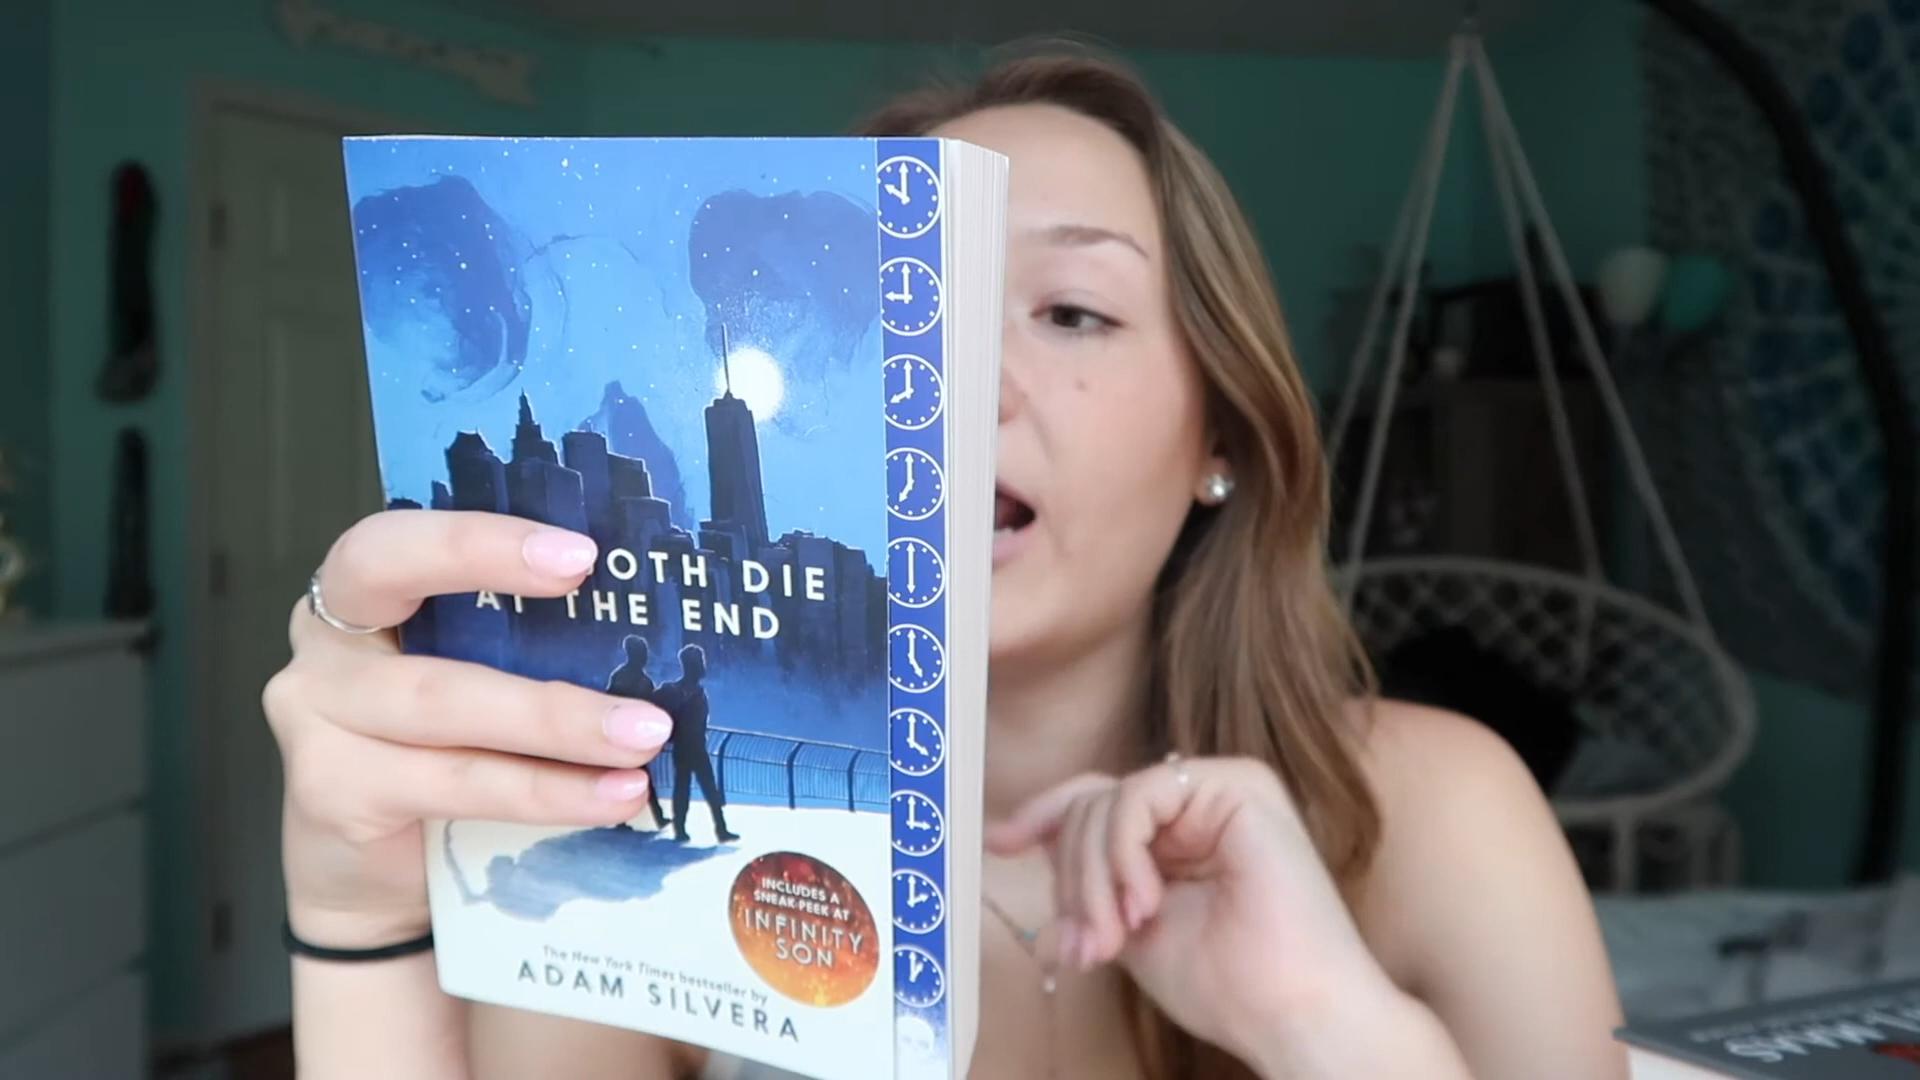 OTH DIE
AT THE END
INCLUDES A
SNEAK PEEK AT
INFINITY
SON
The New York Times bestseller by
ADAM SILVERA
MAAS